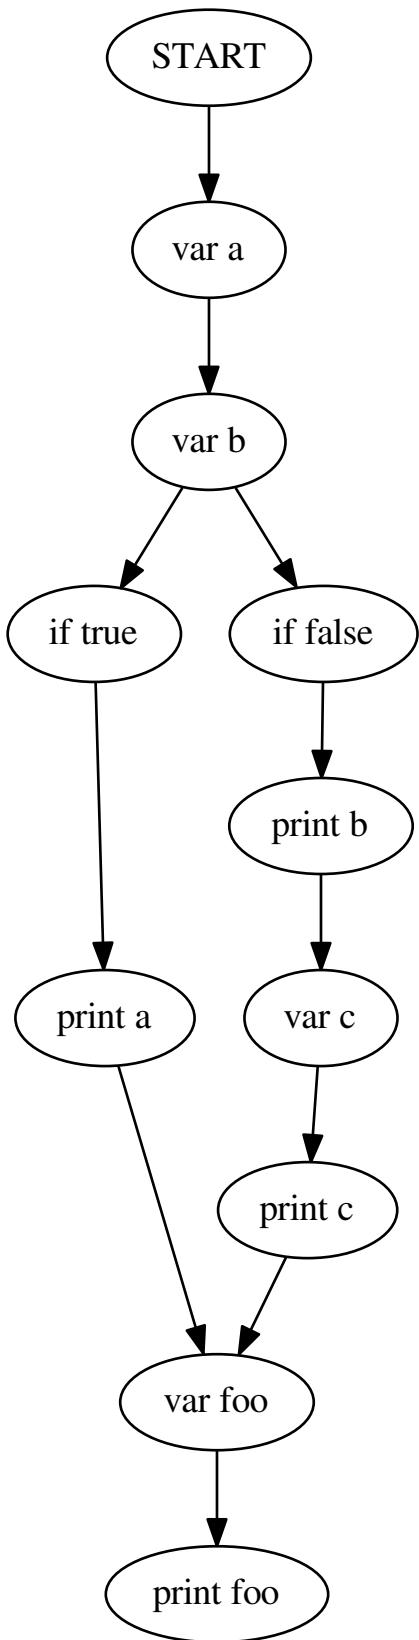 START
var a
var b
if true
if false
print b
print a
var c
print c
var foo
print foo